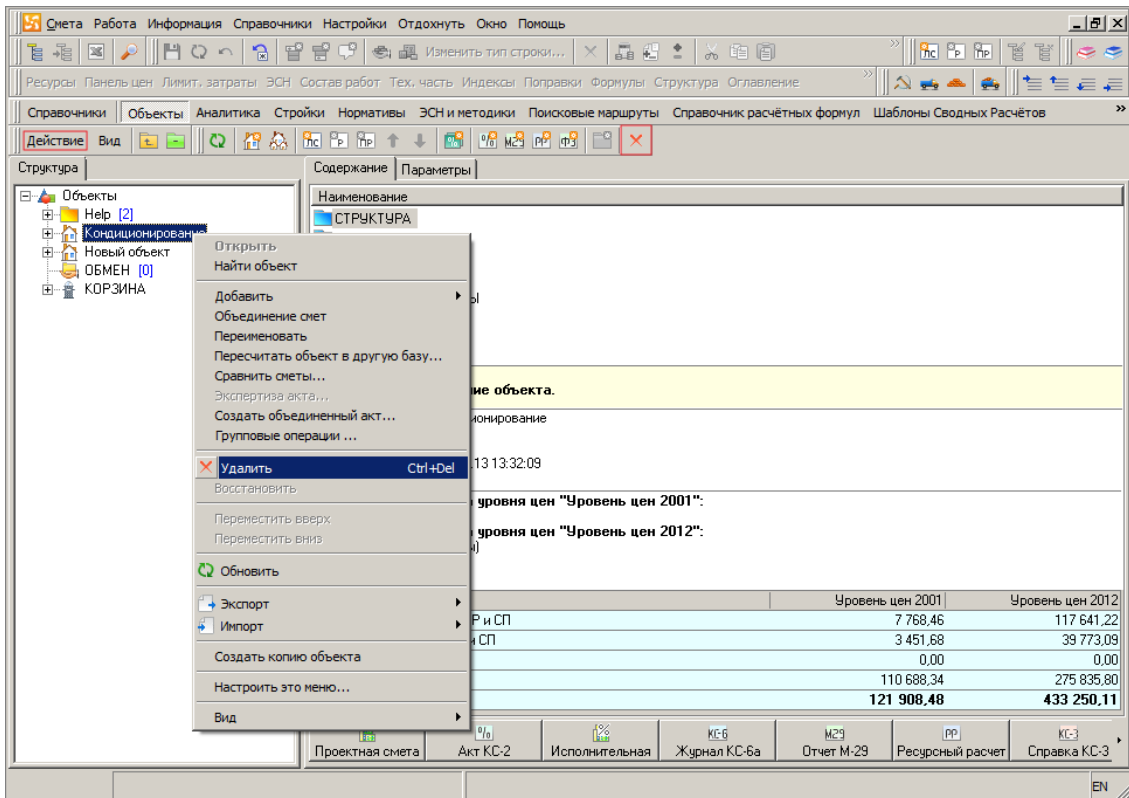 Смета Работа Информация Справочники Настройки Отдохнуть Окно Помощь
Изменить тип строки...
Ресурсы Панель цен Лимит. затраты ЭСН Состав работ Тех. часть Индексы Поправки Формулы Структура Оглавление
Справочники Объекты Аналитика Стройки Нормативы ЭСН и методики Поисковые маршруты Справочник расчётных формул Шаблоны Сводных Расчётов
Действие Вид
Структура Содержание Параметры
Объекты
Help [2]
Кондиционирование
Новый объект
ОБМЕН [0]
КОРЗИНА
Наименование
СТРУКТУРА
Открыть
Найти объект
Добавить
Объединение смет
Переименовать
Пересчитать объект в другую базу...
Сравнить сметы...
Экспертиза акта...
Создать объединенный акт...
Групповые операции ...
Удалить Ctrl+Del
Восстановить
Переместить вверх
Переместить вниз
Обновить
Экспорт
Импорт
Создать копию объекта
Настроить это меню...
Вид
ы
ие объекта.
ионирование
.13 13:32:09
уровня цен "Уровень цен 2001":
уровня цен "Уровень цен 2012":
ы)
Уровень цен 2001 Уровень цен 2012
Р и СП 7 768,46 117 641,22
и СП 3 451,68 39 773,09
0,00 0,00
110 688,34 275 835,80
121 908,48 433 250,11
% КС-6 М29 РР КС-3
Проектная смета Акт КС-2 Исполнительная Журнал КС-6а Отчет М-29 Ресурсный расчет Справка КС-3
EN